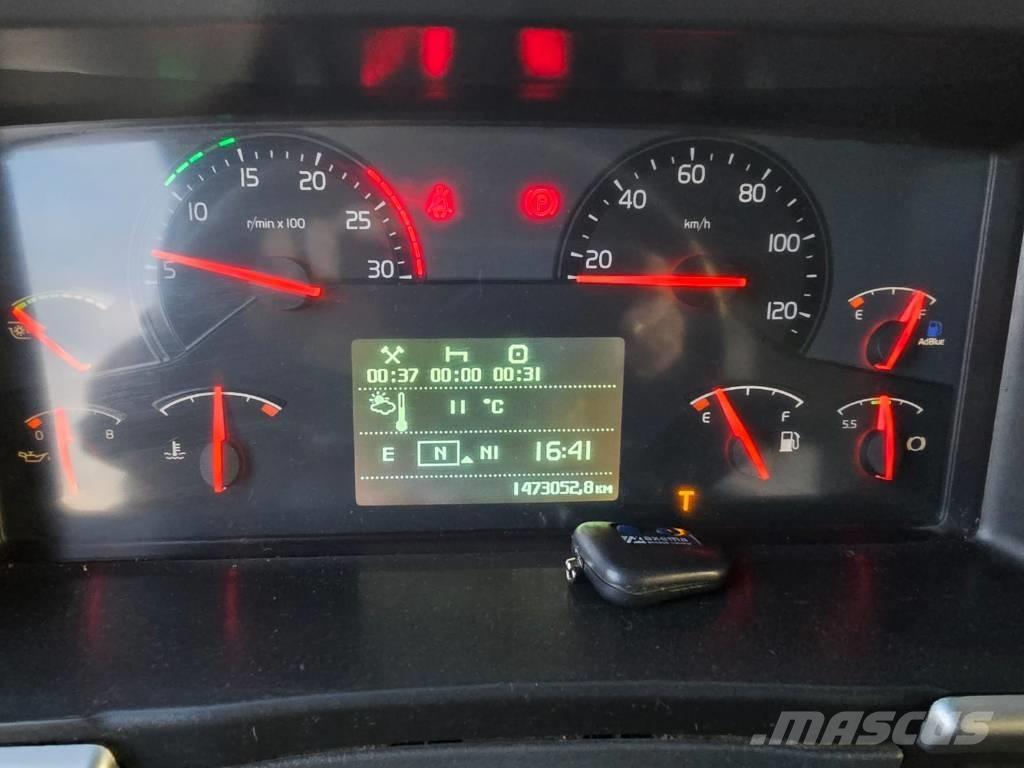 5 10 15 20 25 30
r/min x 100
P
20 40 60 80 100 120
km/h
E F
AdBlue
00:37 00:00 00:31
11 °C
E N N1 16:41
1473052,8 KM
0 8
E F
5.5
T
MASCUS